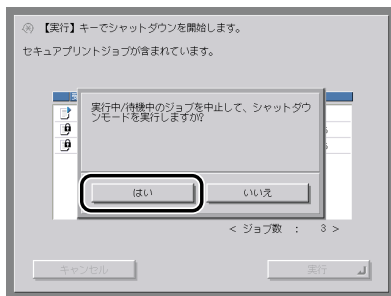 【実行】キーでシャットダウンを開始します。
セキュアプリントジョブが含まれています。
実行中/待機中のジョブを中止して、シャットダウ
ンモードを実行しますか?
はい
いいえ
< ジョブ数 : 3 >
キャンセル
実行